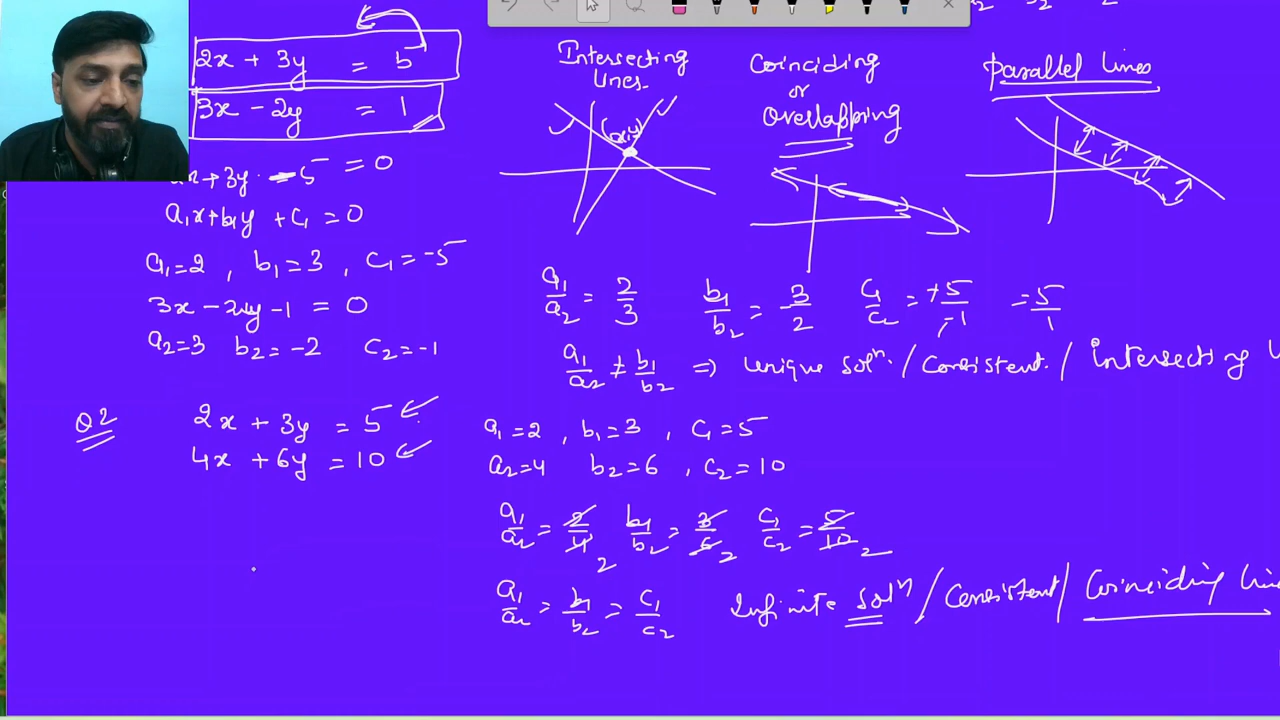 2x + 3y = 5
3x - 2y = 1
x + 3y - 5 = 0
a1x + b1y + c1 = 0
a1 = 2 , b1 = 3 , c1 = -5
3x - 2y - 1 = 0
a2 = 3 b2 = -2 c2 = -1
Intersecting lines.
(x,y)
Coinciding or overlapping
parallel lines
a1/a2 = 2/3 b1/b2 = -3/2 c1/c2 = +5/-1 = 5/1
a1/a2 ≠ b1/b2 => Unique Soln. / Consistent. / Intersecting
Q2 2x + 3y = 5
4x + 6y = 10
a1 = 2 , b1 = 3 , c1 = 5
a2 = 4 b2 = 6 , c2 = 10
a1/a2 = 2/4 2 b1/b2 = 3/6 2 c1/c2 = 5/10 2
a1/a2 = b1/b2 = c1/c2 Infinite soln / Consistent / Coinciding